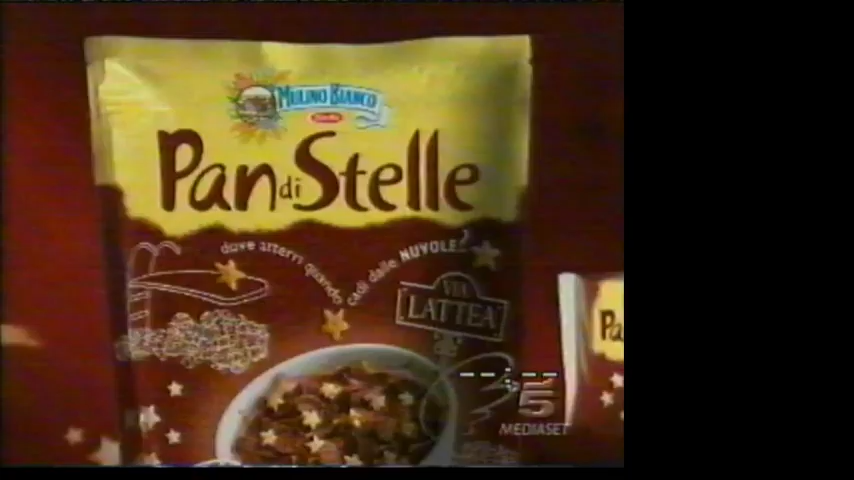 MULINO BIANCO
Barilla
Pan di Stelle
dove atterri quando cadi dalle NUVOLE?
VIA
LATTEA
Pa
5
MEDIASET